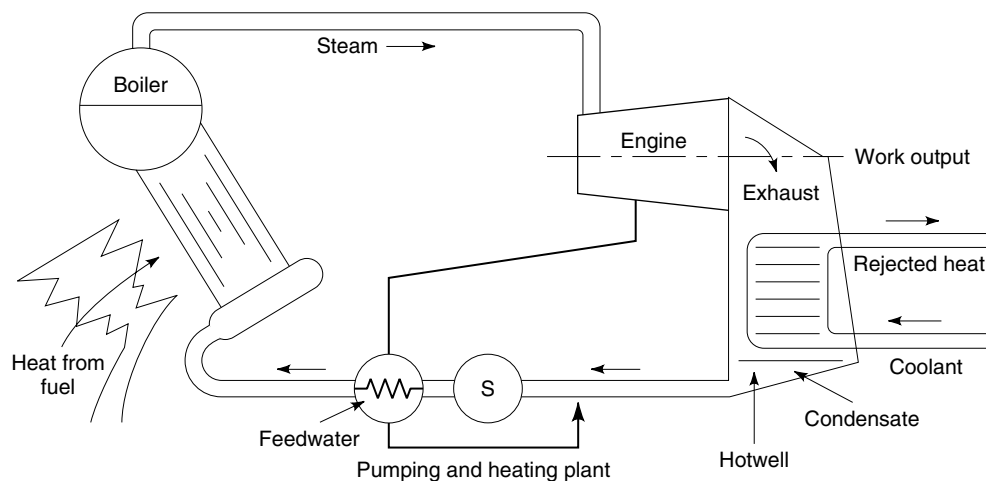 Steam
Boiler
Engine
Work output
Exhaust
Rejected heat
Heat from
fuel
Coolant
S
Condensate
Feedwater
Hotwell
Pumping and heating plant